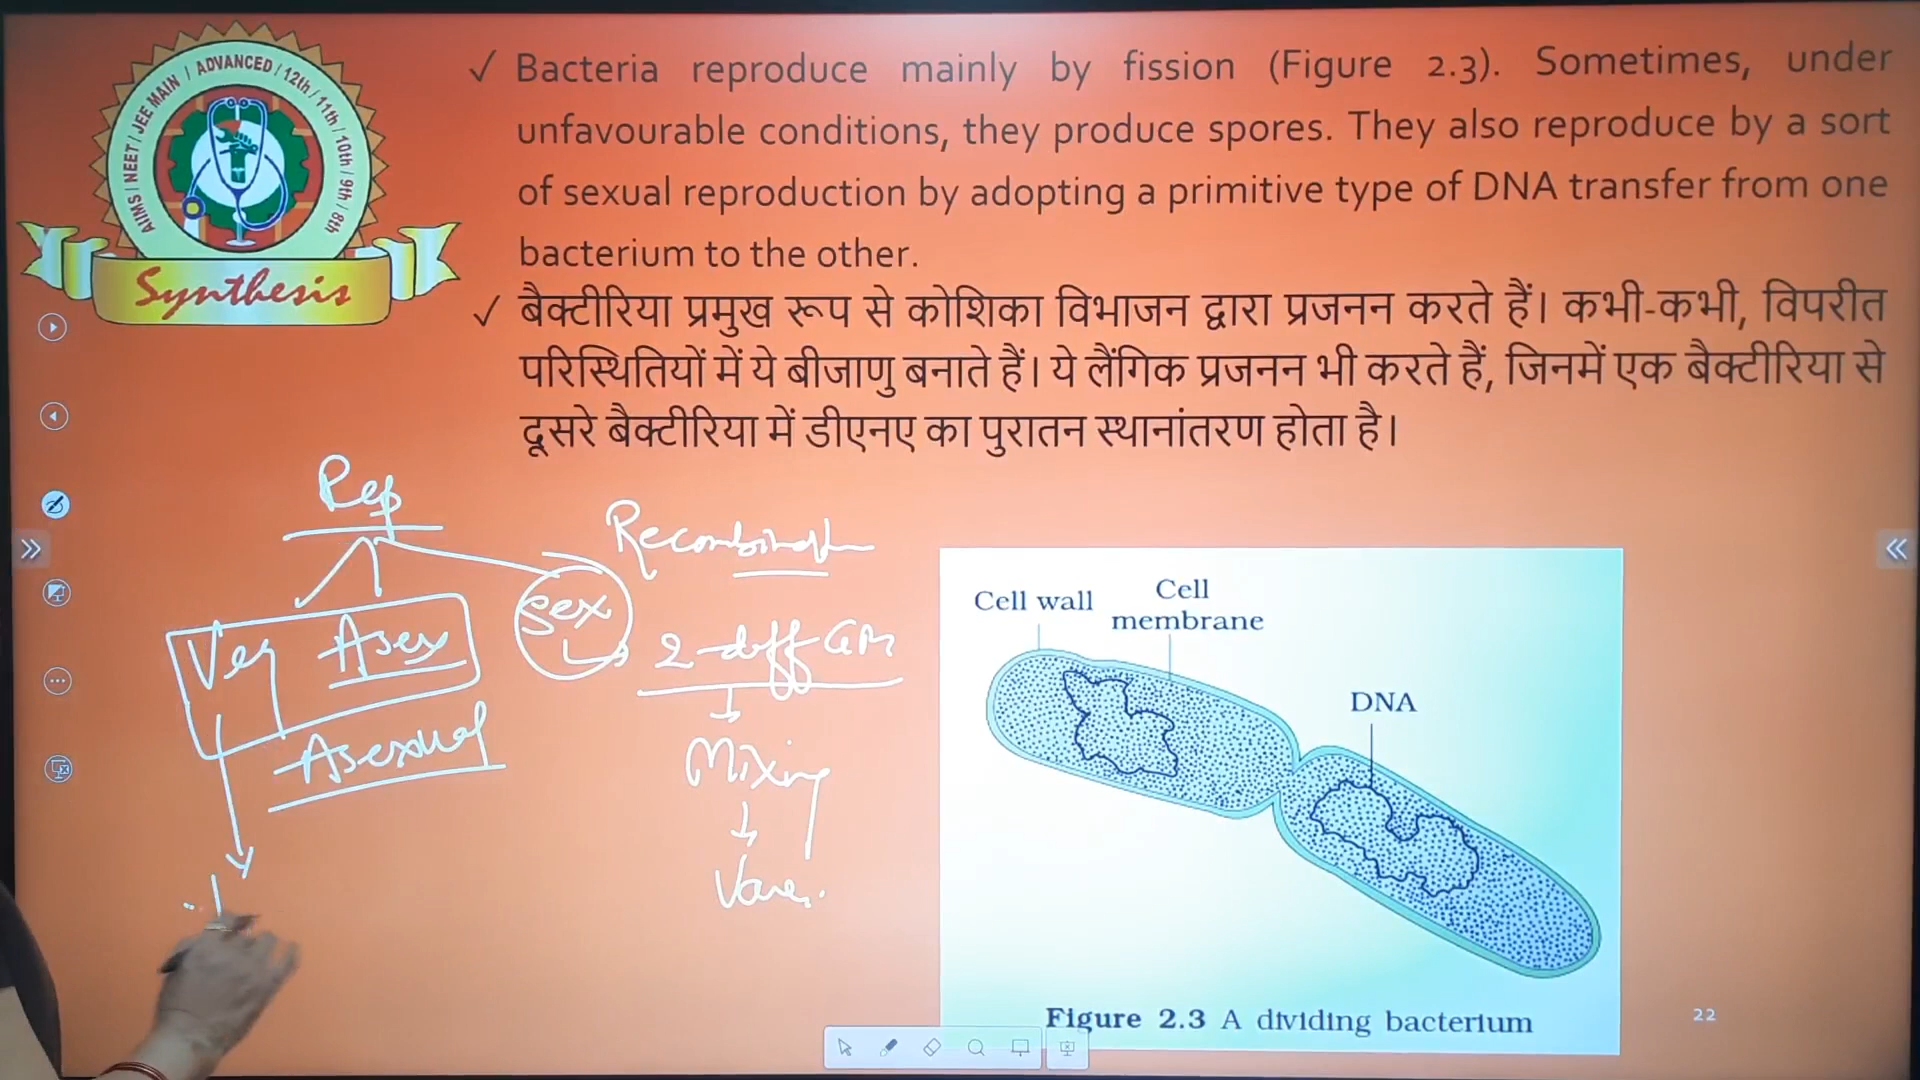 AIIMS / NEET / JEE MAIN / ADVANCED / 12th / 11th / 10th / 9th / 8th
Synthesis
✓ Bacteria reproduce mainly by fission (Figure 2.3). Sometimes, under
unfavourable conditions, they produce spores. They also reproduce by a sort
of sexual reproduction by adopting a primitive type of DNA transfer from one
bacterium to the other.
✓ बैक्टीरिया प्रमुख रूप से कोशिका विभाजन द्वारा प्रजनन करते हैं। कभी-कभी, विपरीत
परिस्थितियों में ये बीजाणु बनाते हैं। ये लैंगिक प्रजनन भी करते हैं, जिनमें एक बैक्टीरिया से
दूसरे बैक्टीरिया में डीएनए का पुरातन स्थानांतरण होता है।
Rep
Veg Asex
Asexual
Sex
2-diff GM
Mixing
Cell wall
Cell
membrane
DNA
Figure 2.3 A dividing bacterium
22